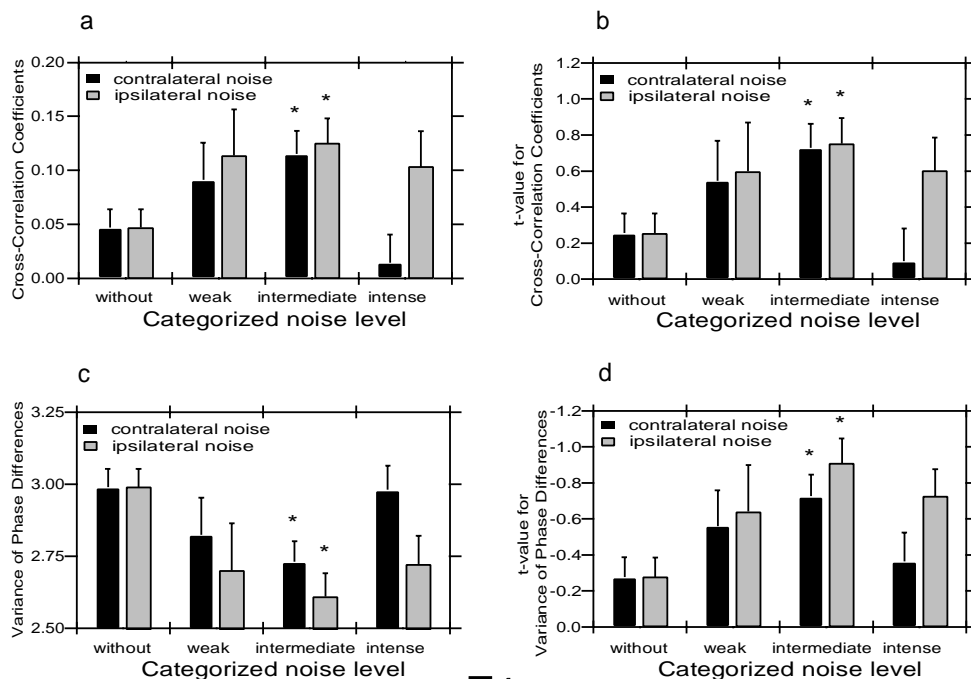 a
Cross-Correlation Coefficients
0.20
0.15
0.10
0.05
0.00
contralateral noise
ipsilateral noise
* *
without weak intermediate intense
Categorized noise level
b
t-value for
Cross-Correlation Coefficients
1.2
1.0
0.8
0.6
0.4
0.2
0.0
contralateral noise
ipsilateral noise
* *
without weak intermediate intense
Categorized noise level
c
Variance of Phase Differences
3.25
3.00
2.75
2.50
contralateral noise
ipsilateral noise
* *
without weak intermediate intense
Categorized noise level
d
t-value for
Variance of Phase Differences
-1.2
-1.0
-0.8
-0.6
-0.4
-0.2
0.0
contralateral noise
ipsilateral noise
* *
without weak intermediate intense
Categorized noise level